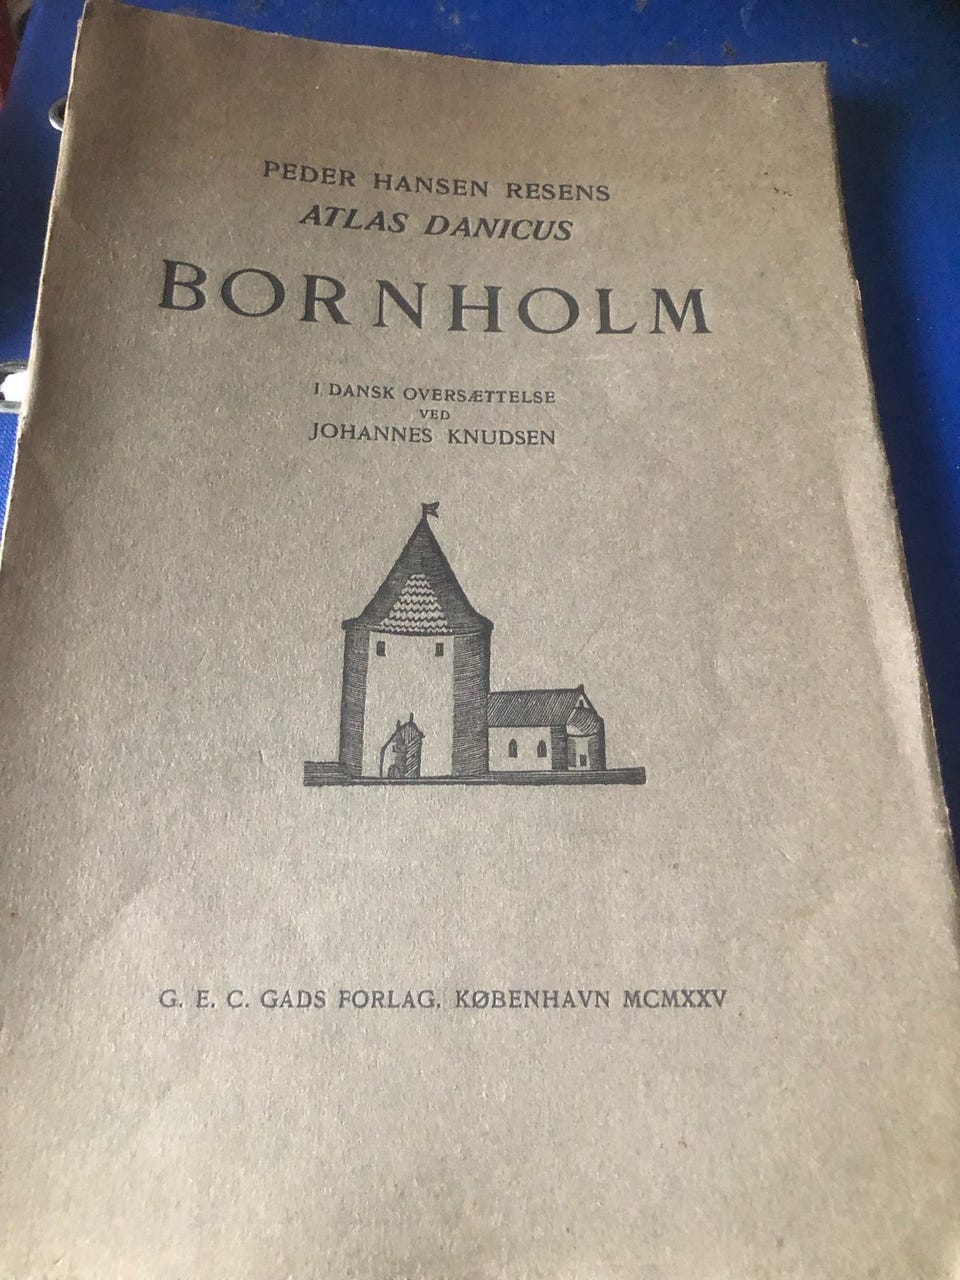 PEDER HANSEN RESENS
ATLAS DANICUS
BORNHOLM
I DANSK OVERSÆTTELSE
VED
JOHANNES KNUDSEN
G. E. C. GADS FORLAG. KØBENHAVN MCMXXV